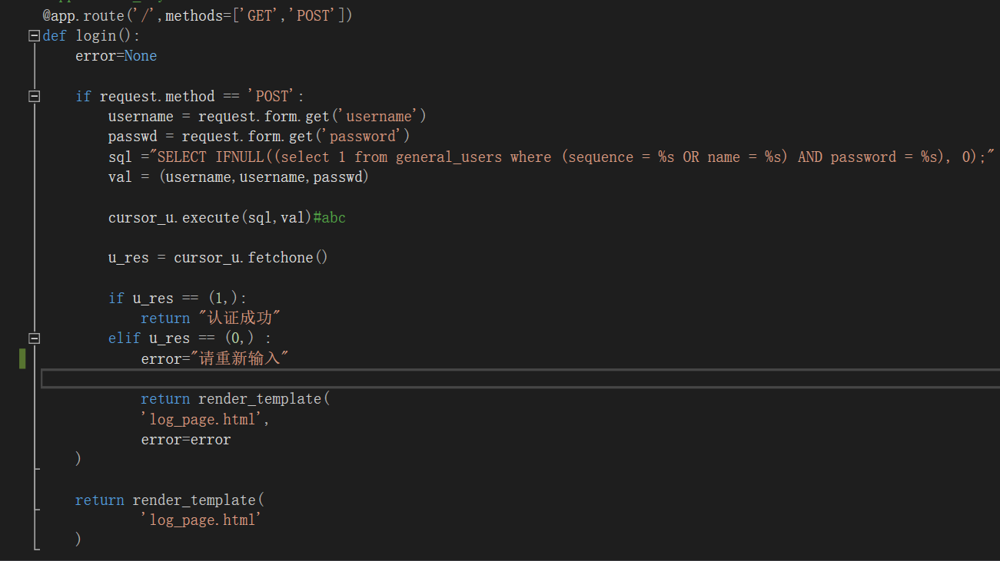 @app.route('/',methods=['GET','POST'])
def login():
error=None
if request.method == 'POST':
username = request.form.get('username')
passwd = request.form.get('password')
sql ="SELECT IFNULL((select 1 from general_users where (sequence = %s OR name = %s) AND password = %s), 0);"
val = (username,username,passwd)
cursor_u.execute(sql,val)#abc
u_res = cursor_u.fetchone()
if u_res == (1,):
return "认证成功"
elif u_res == (0,) :
error="请重新输入"
return render_template(
'log_page.html',
error=error
)
return render_template(
'log_page.html'
)